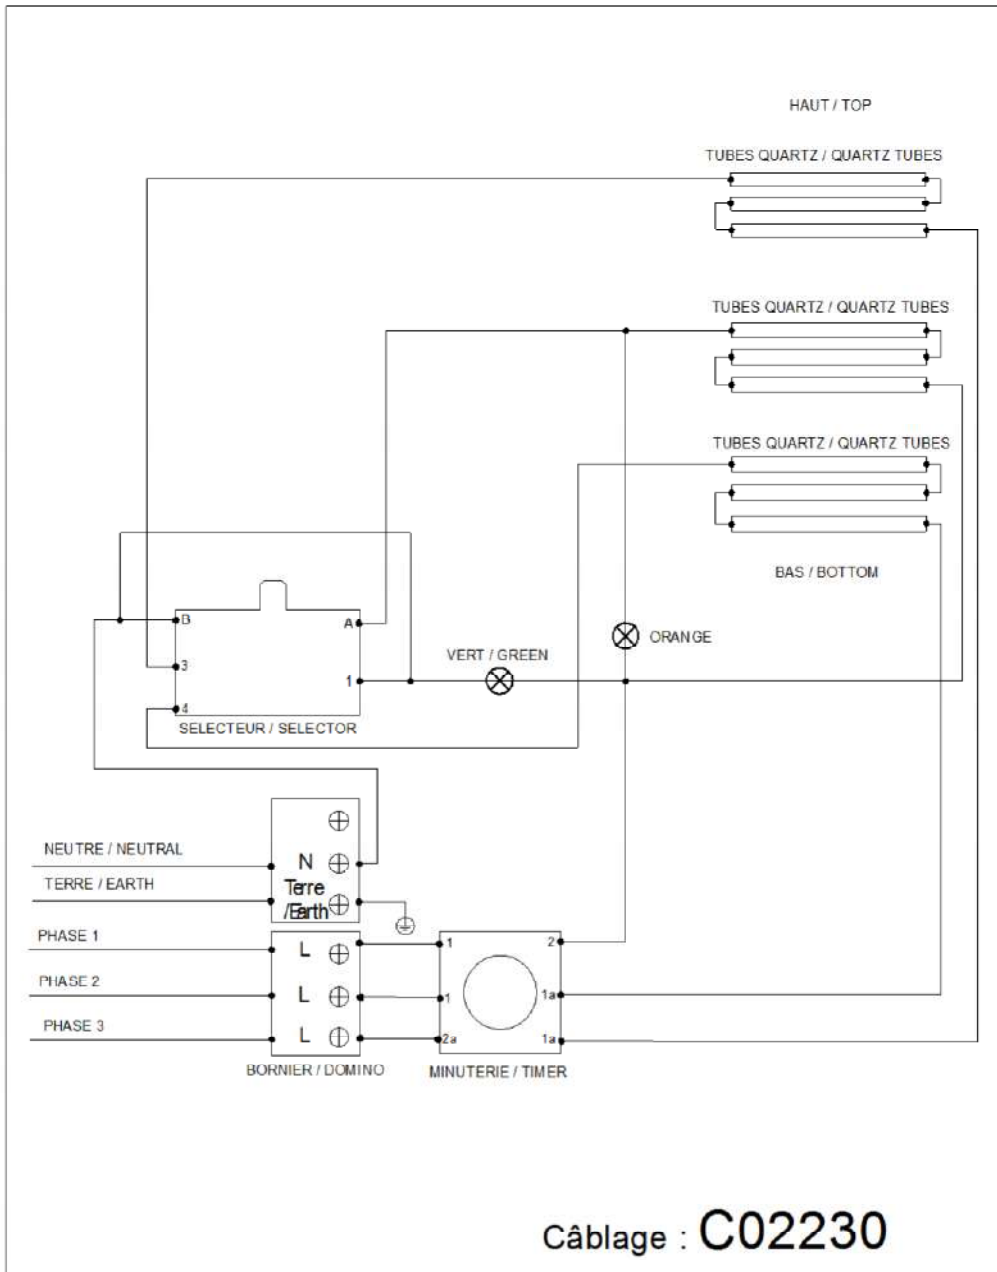 HAUT / TOP
TUBES QUARTZ / QUARTZ TUBES
TUBES QUARTZ / QUARTZ TUBES
TUBES QUARTZ / QUARTZ TUBES
BAS / BOTTOM
B
A
ORANGE
VERT / GREEN
3
1
4
SELECTEUR / SELECTOR
NEUTRE / NEUTRAL
N
TERRE / EARTH
Terre
/Earth
PHASE 1
L
1
2
PHASE 2
L
1
1a
PHASE 3
L
2a
1a
BORNIER / DOMINO
MINUTERIE / TIMER
Câblage : C02230